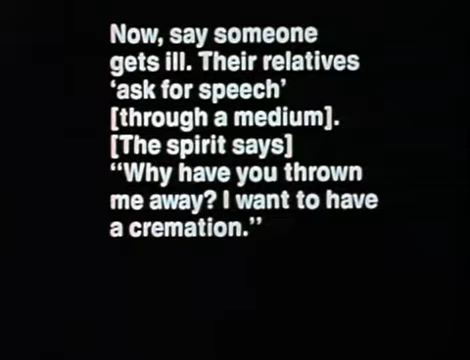 Now, say someone
gets ill. Their relatives
‘ask for speech’
[through a medium].
[The spirit says]
“Why have you thrown
me away? I want to have
a cremation.”